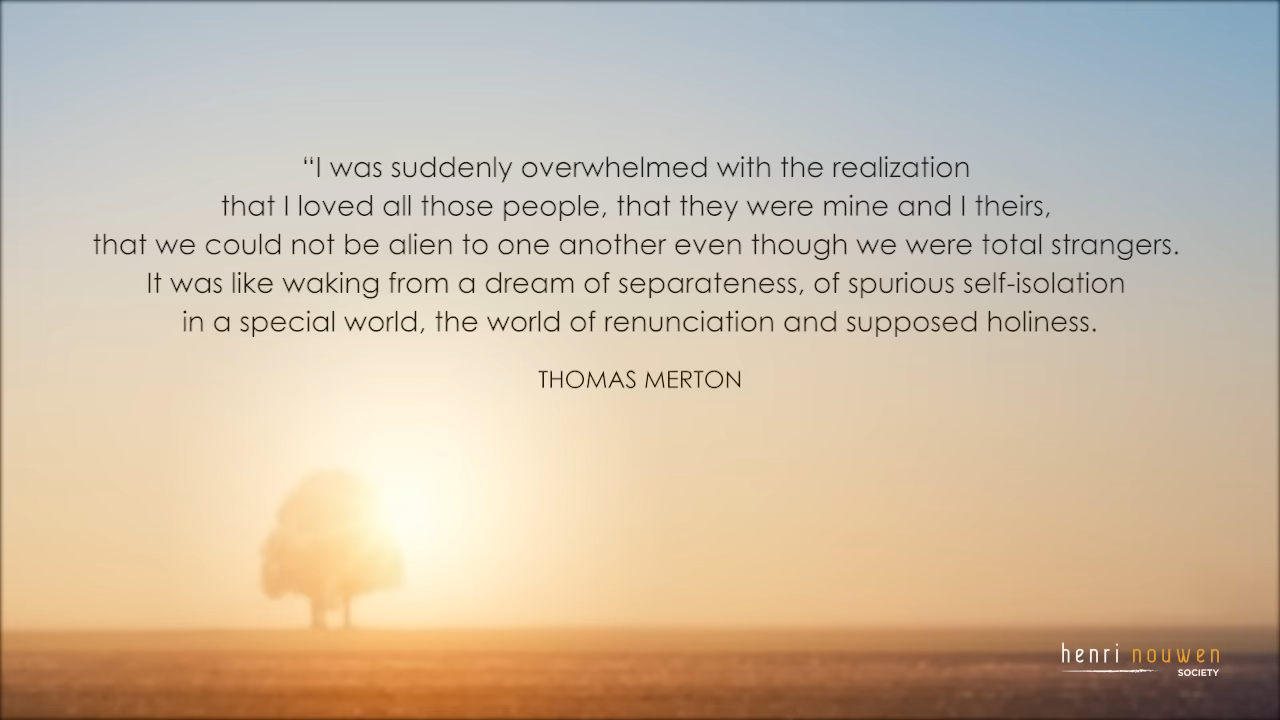 “I was suddenly overwhelmed with the realization
that I loved all those people, that they were mine and I theirs,
that we could not be alien to one another even though we were total strangers.
It was like waking from a dream of separateness, of spurious self-isolation
in a special world, the world of renunciation and supposed holiness.
THOMAS MERTON
henri nouwen
SOCIETY